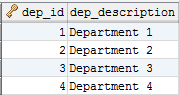 dep_id dep_description
1 Department 1
2 Department 2
3 Department 3
4 Department 4